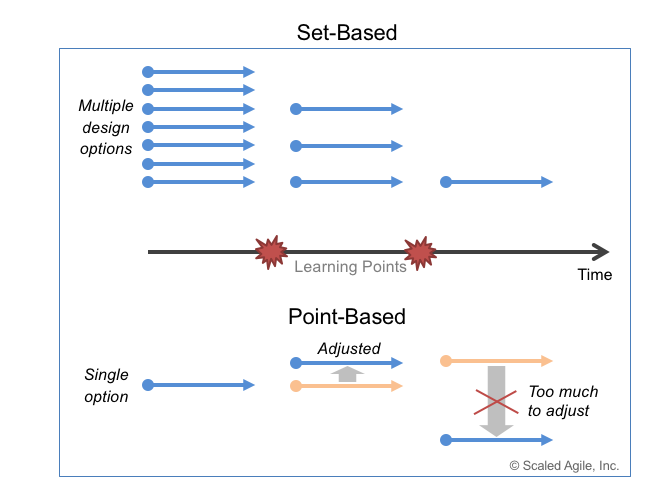 Set-Based
Multiple
design
options
Learning Points
Time
Point-Based
Adjusted
Single
option
Too much
to adjust
© Scaled Agile, Inc.